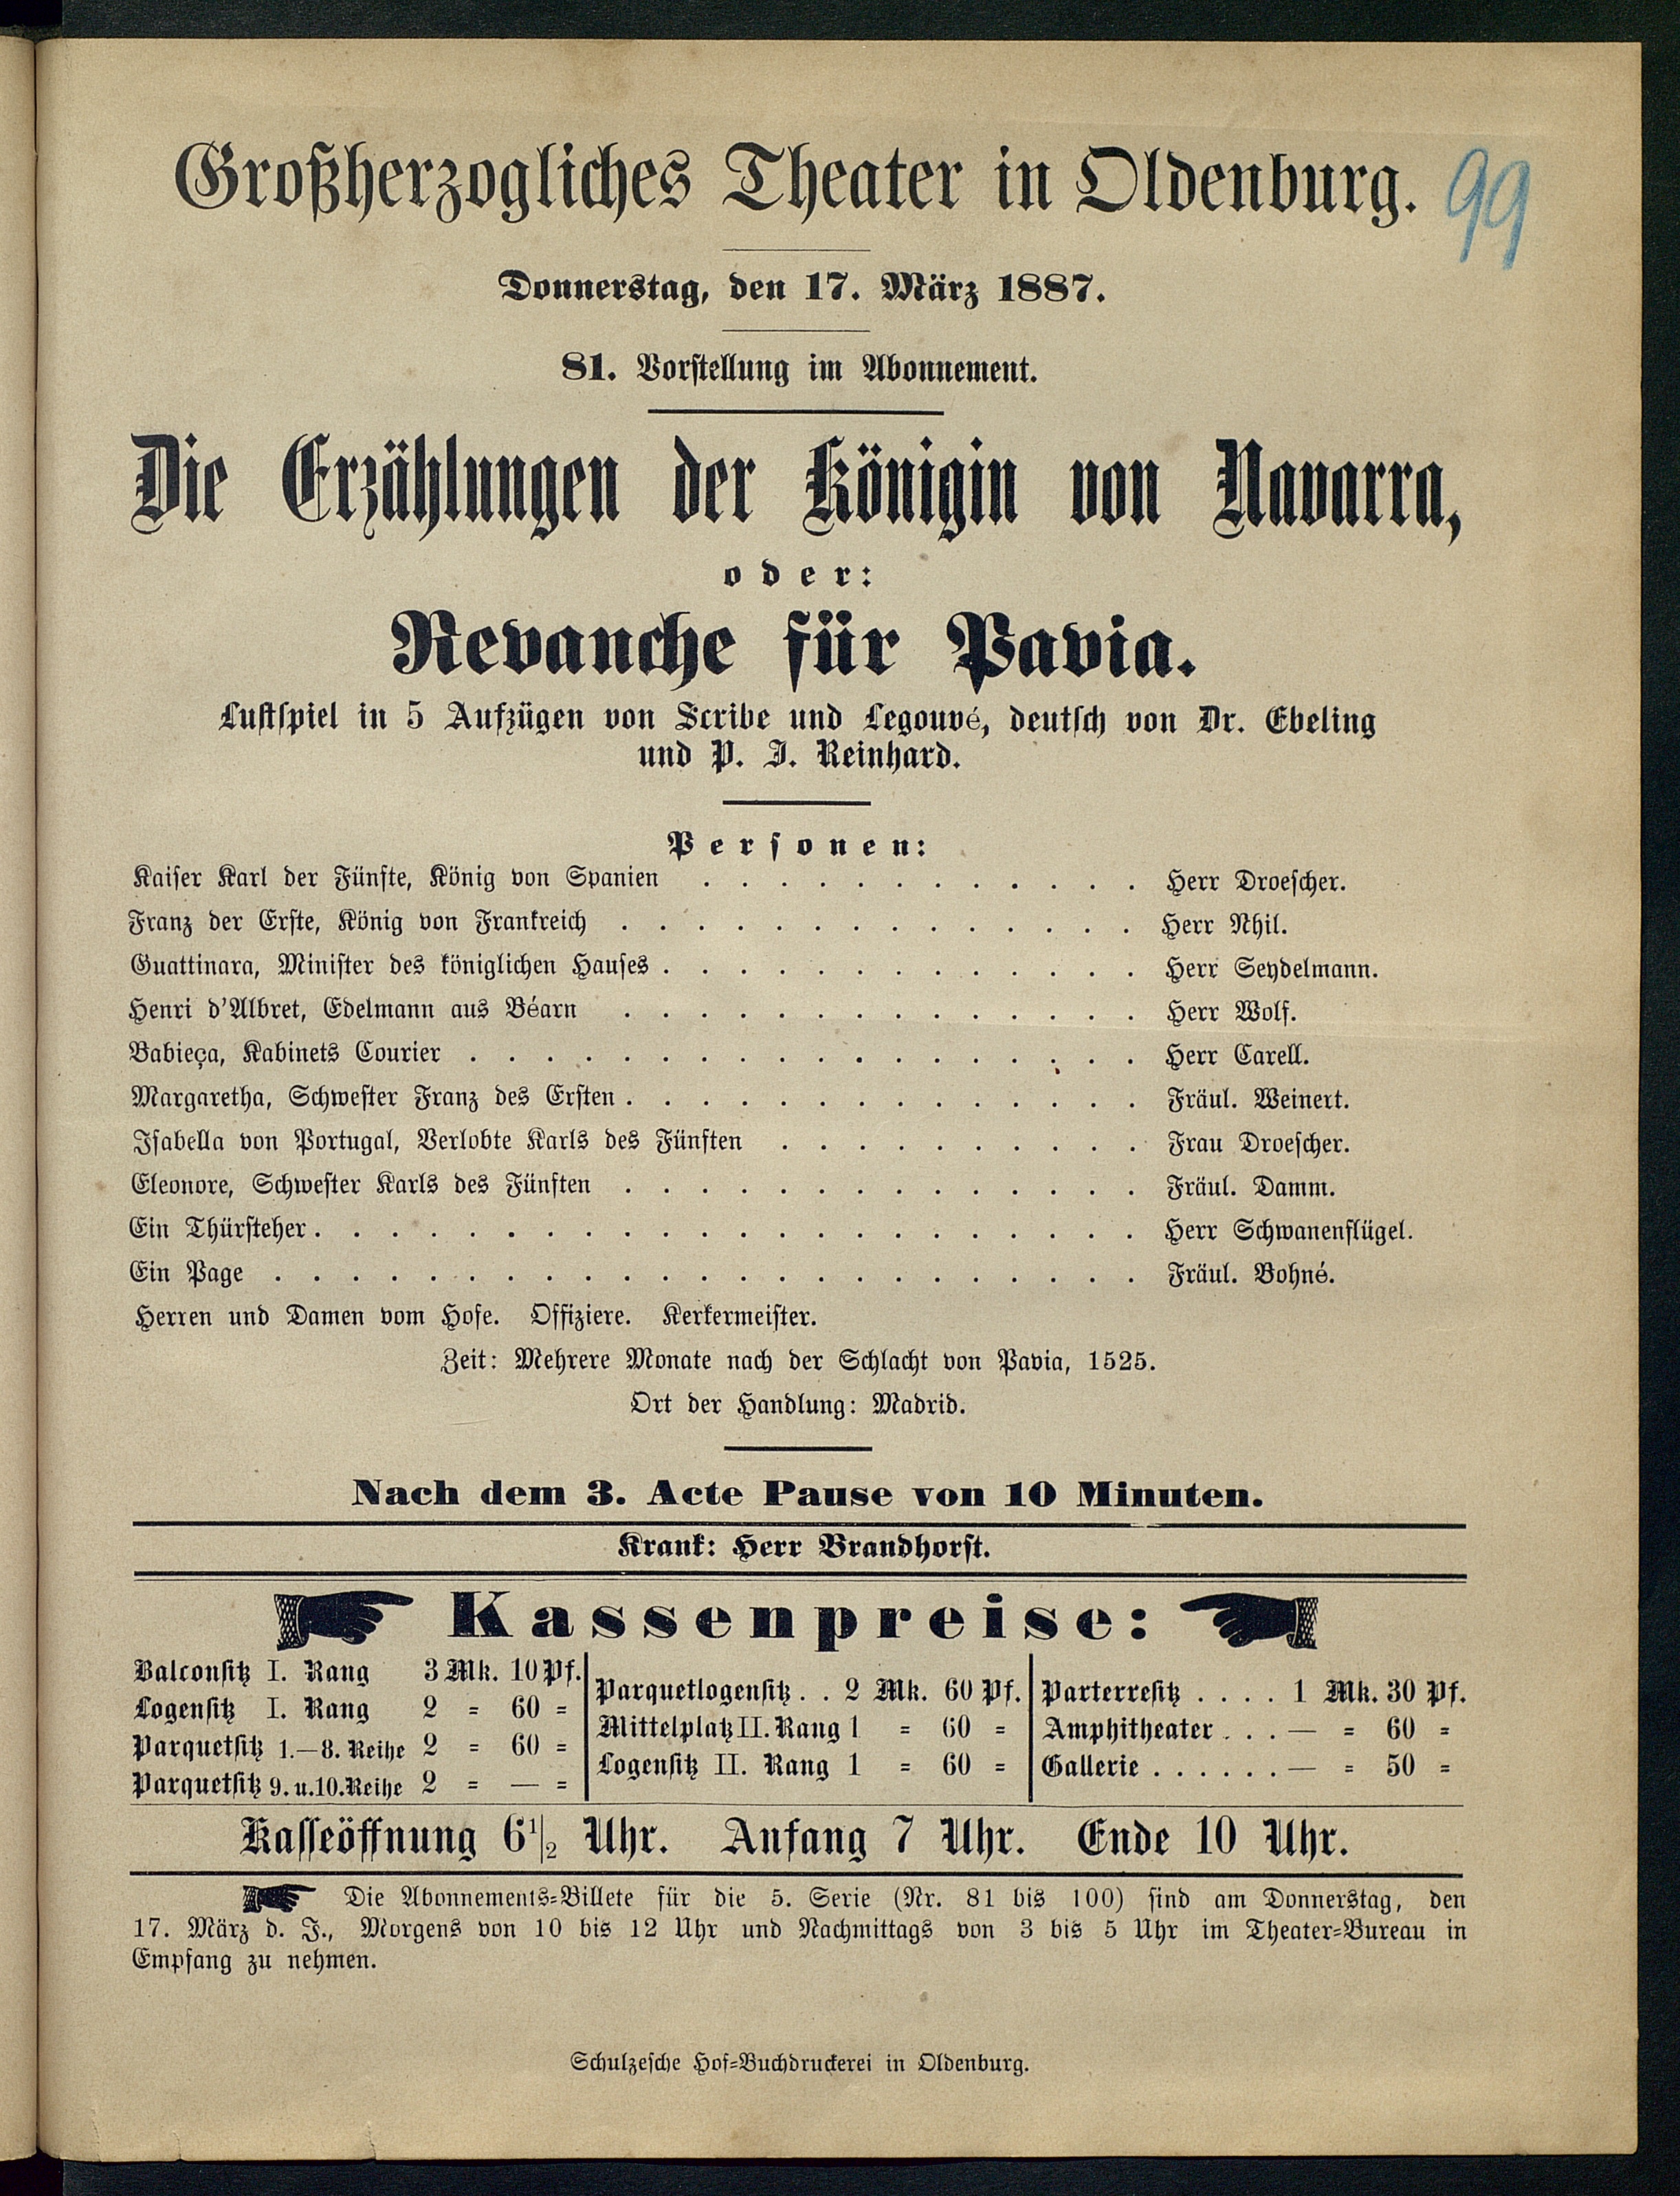 Großherzogliches Theater in Oldenburg.
99
Donnerstag, den 17. März 1887.
81. Vorstellung im Abonnement.
Die Erzählungen der Königin von Navarra,
oder:
Revanche für Pavia.
Lustspiel in 5 Aufzügen von Scribe und Legouvé, deutsch von Dr. Ebeling
und P. J. Reinhard.
Personen:
Kaiser Karl der Fünfte, König von Spanien . . . . . . . . . . . . Herr Droescher.
Franz der Erste, König von Frankreich . . . . . . . . . . . . . . Herr Nhil.
Guattinara, Minister des königlichen Hauses . . . . . . . . . . . . . Herr Seydelmann.
Henri d'Albret, Edelmann aus Béarn . . . . . . . . . . . . . . Herr Wolf.
Babieça, Kabinets Courier . . . . . . . . . . . . . . . . . . Herr Carell.
Margaretha, Schwester Franz des Ersten . . . . . . . . . . . . . . Fräul. Weinert.
Isabella von Portugal, Verlobte Karls des Fünften . . . . . . . . . . Frau Droescher.
Eleonore, Schwester Karls des Fünften . . . . . . . . . . . . . . Fräul. Damm.
Ein Thürsteher . . . . . . . . . . . . . . . . . . . . . . Herr Schwanenflügel.
Ein Page . . . . . . . . . . . . . . . . . . . . . . . Fräul. Bohné.
Herren und Damen vom Hofe. Offiziere. Kerkermeister.
Zeit: Mehrere Monate nach der Schlacht von Pavia, 1525.
Ort der Handlung: Madrid.
Nach dem 3. Acte Pause von 10 Minuten.
Krank: Herr Brandhorst.
Kassenpreise:
Balconsitz I. Rang 3 Mk. 10 Pf.
Logensitz I. Rang 2 = 60 =
Parquetsitz 1.—8. Reihe 2 = 60 =
Parquetsitz 9. u. 10. Reihe 2 = — =
Parquetlogensitz . . 2 Mk. 60 Pf.
Mittelplatz II. Rang 1 = 60 =
Logensitz II. Rang 1 = 60 =
Parterresitz . . . . 1 Mk. 30 Pf.
Amphitheater . . . — = 60 =
Gallerie . . . . . . — = 50 =
Kasseöffnung 6 1/2 Uhr. Anfang 7 Uhr. Ende 10 Uhr.
Die Abonnements=Billete für die 5. Serie (Nr. 81 bis 100) sind am Donnerstag, den
17. März d. J., Morgens von 10 bis 12 Uhr und Nachmittags von 3 bis 5 Uhr im Theater=Bureau in
Empfang zu nehmen.
Schulzesche Hof=Buchdruckerei in Oldenburg.